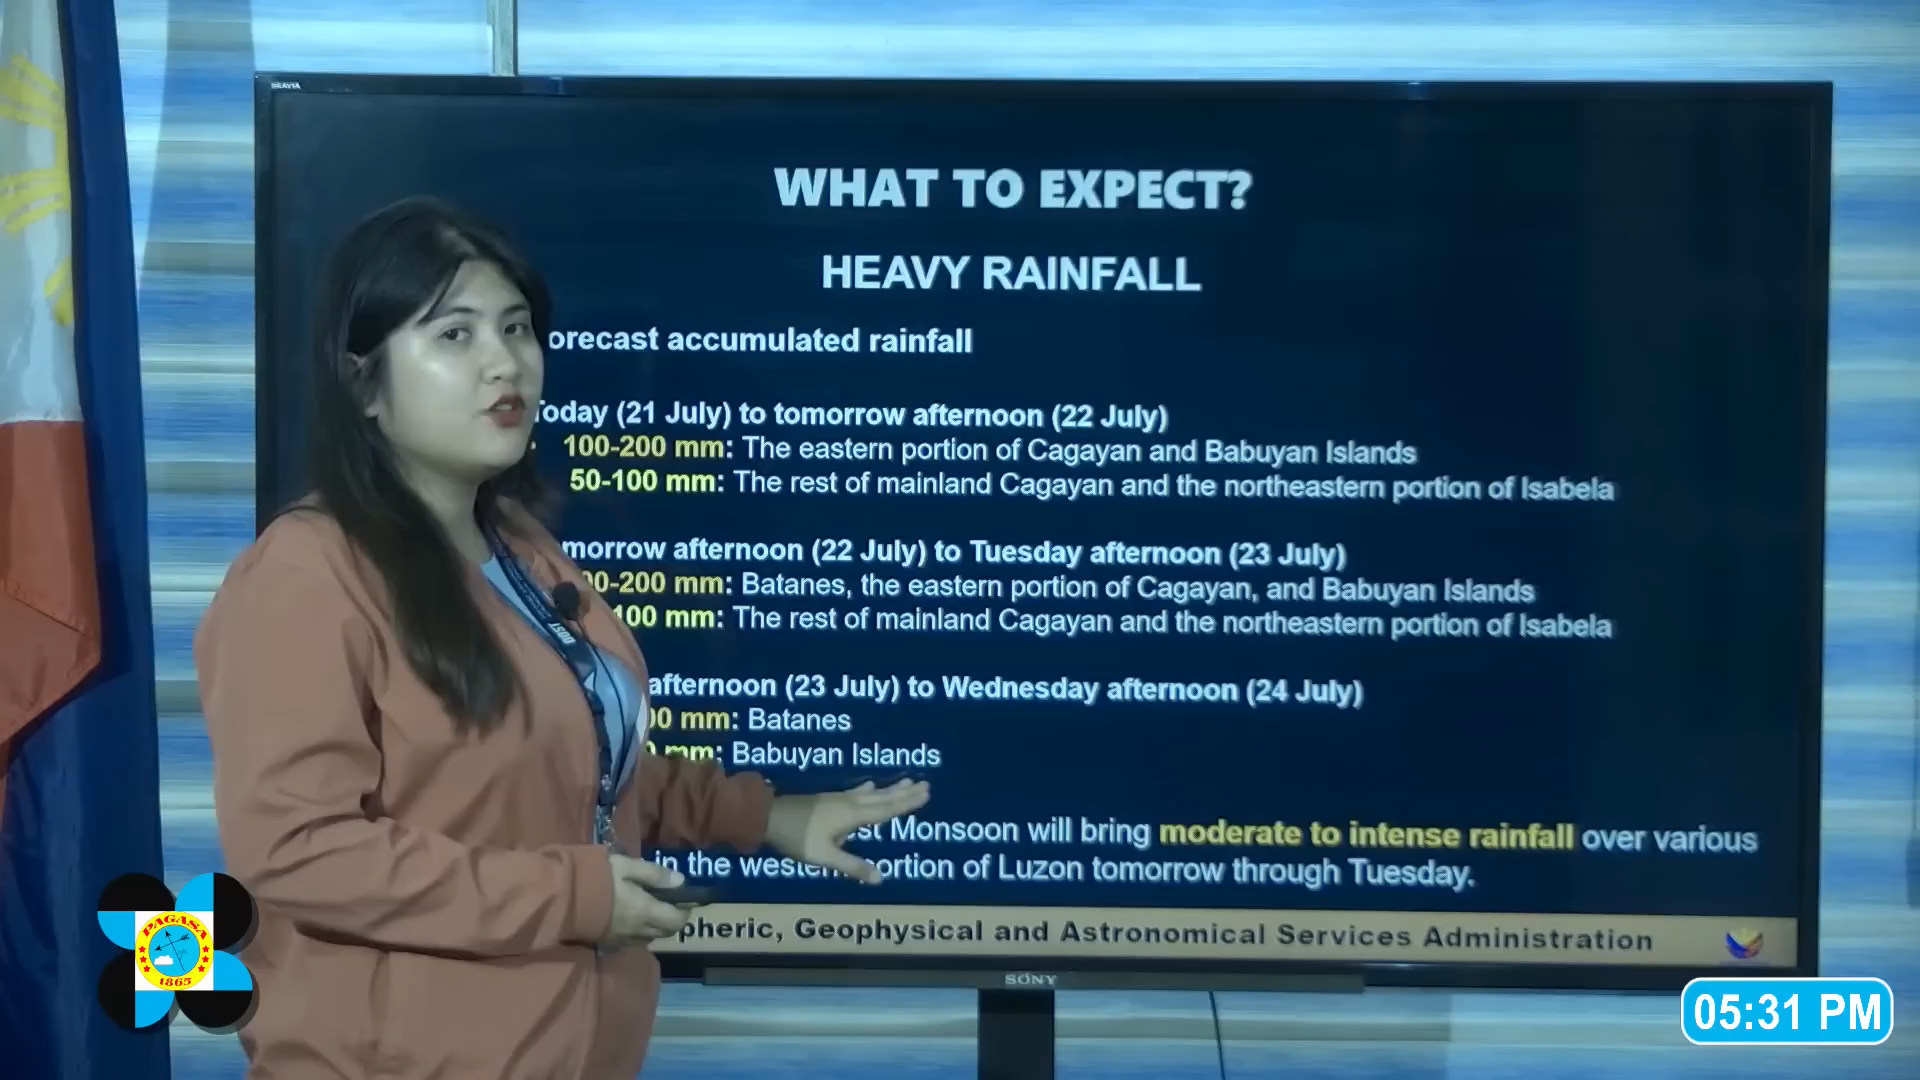 BRAVIA
WHAT TO EXPECT?
HEAVY RAINFALL
orecast accumulated rainfall
Today (21 July) to tomorrow afternoon (22 July)
100-200 mm: The eastern portion of Cagayan and Babuyan Islands
50-100 mm: The rest of mainland Cagayan and the northeastern portion of Isabela
morrow afternoon (22 July) to Tuesday afternoon (23 July)
00-200 mm: Batanes, the eastern portion of Cagayan, and Babuyan Islands
100 mm: The rest of mainland Cagayan and the northeastern portion of Isabela
afternoon (23 July) to Wednesday afternoon (24 July)
00 mm: Batanes
mm: Babuyan Islands
st Monsoon will bring moderate to intense rainfall over various
in the western portion of Luzon tomorrow through Tuesday.
pheric, Geophysical and Astronomical Services Administration
SONY
DOST
PAGASA
1865
05:31 PM